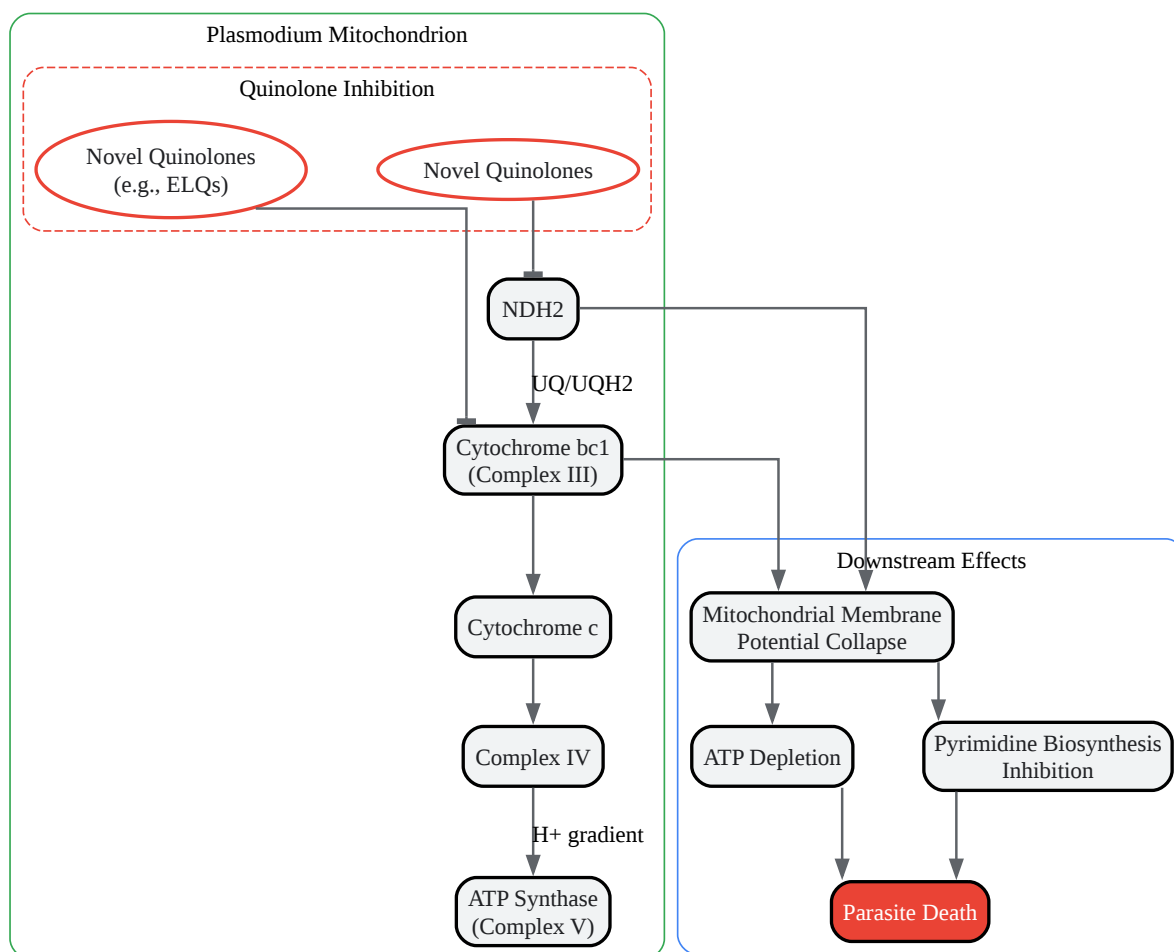 Plasmodium Mitochondrion
Quinolone Inhibition
Novel Quinolones
(e.g., ELQs)
Novel Quinolones
NDH2
UQ/UQH2
Cytochrome bc1
(Complex III)
Downstream Effects
Cytochrome c
Mitochondrial Membrane
Potential Collapse
Complex IV
ATP Depletion
Pyrimidine Biosynthesis
Inhibition
H+ gradient
ATP Synthase
(Complex V)
Parasite Death